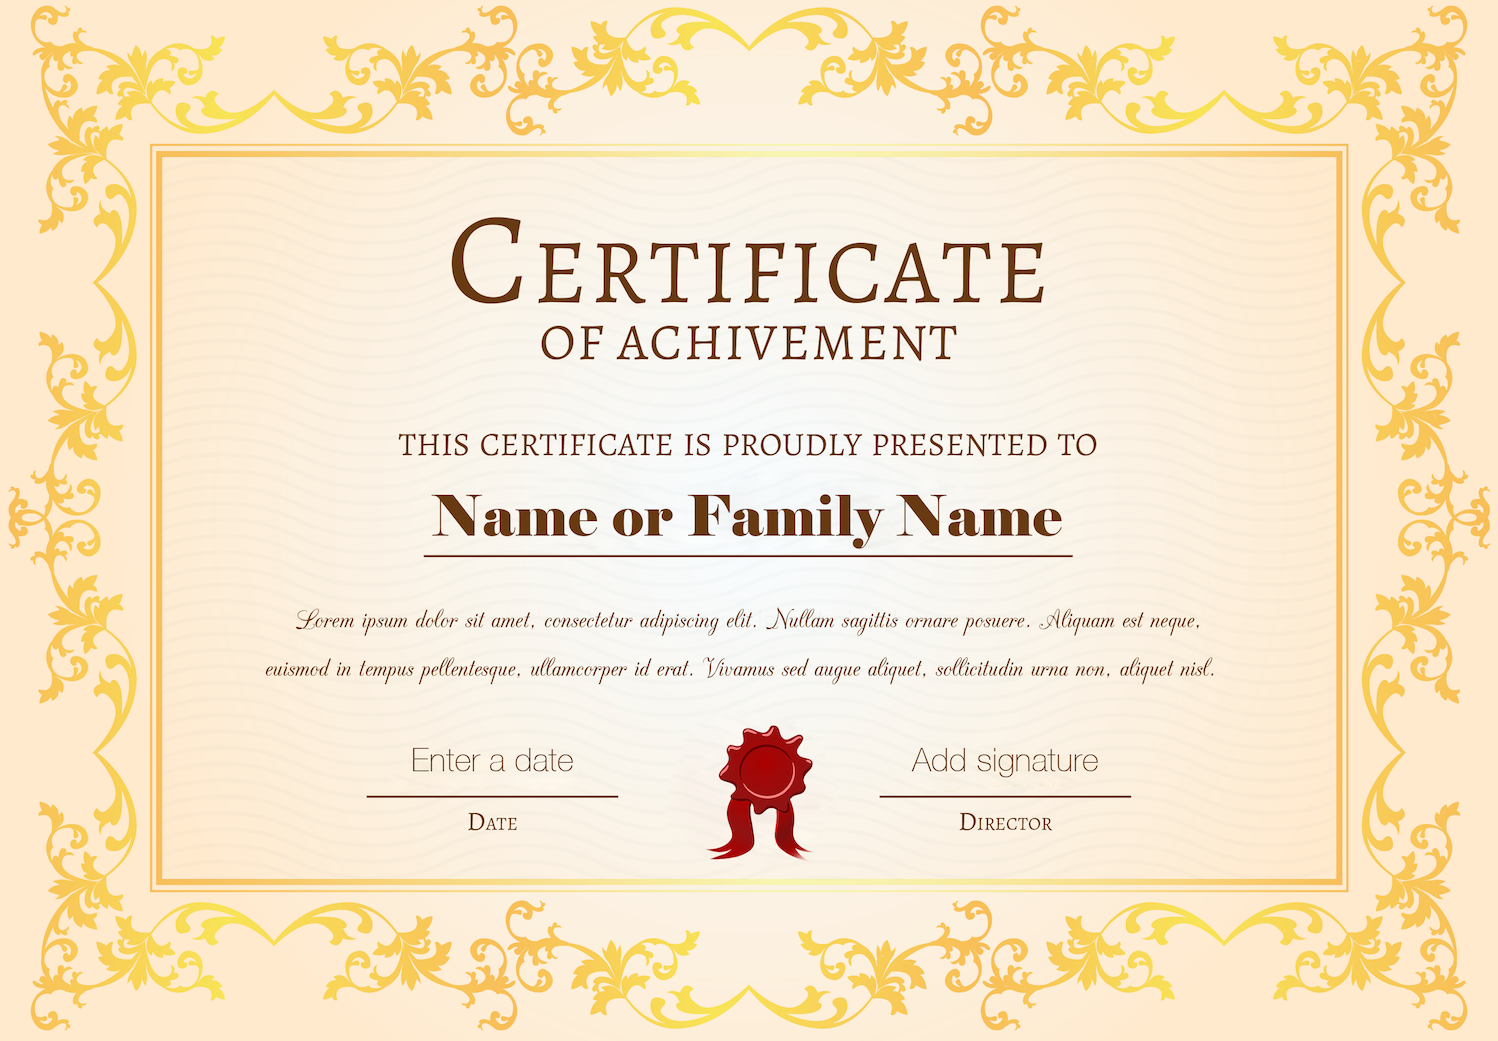 Certificate
OF ACHIVEMENT
THIS CERTIFICATE IS PROUDLY PRESENTED TO
Name or Family Name
Lorem ipsum dolor sit amet, consectetur adipiscing elit. Nullam sagittis ornare posuere. Aliquam est neque,
euismod in tempus pellentesque, ullamcorper id erat. Vivamus sed augue aliquet, sollicitudin urna non, aliquet nisl.
Enter a date
Add signature
Date
Director